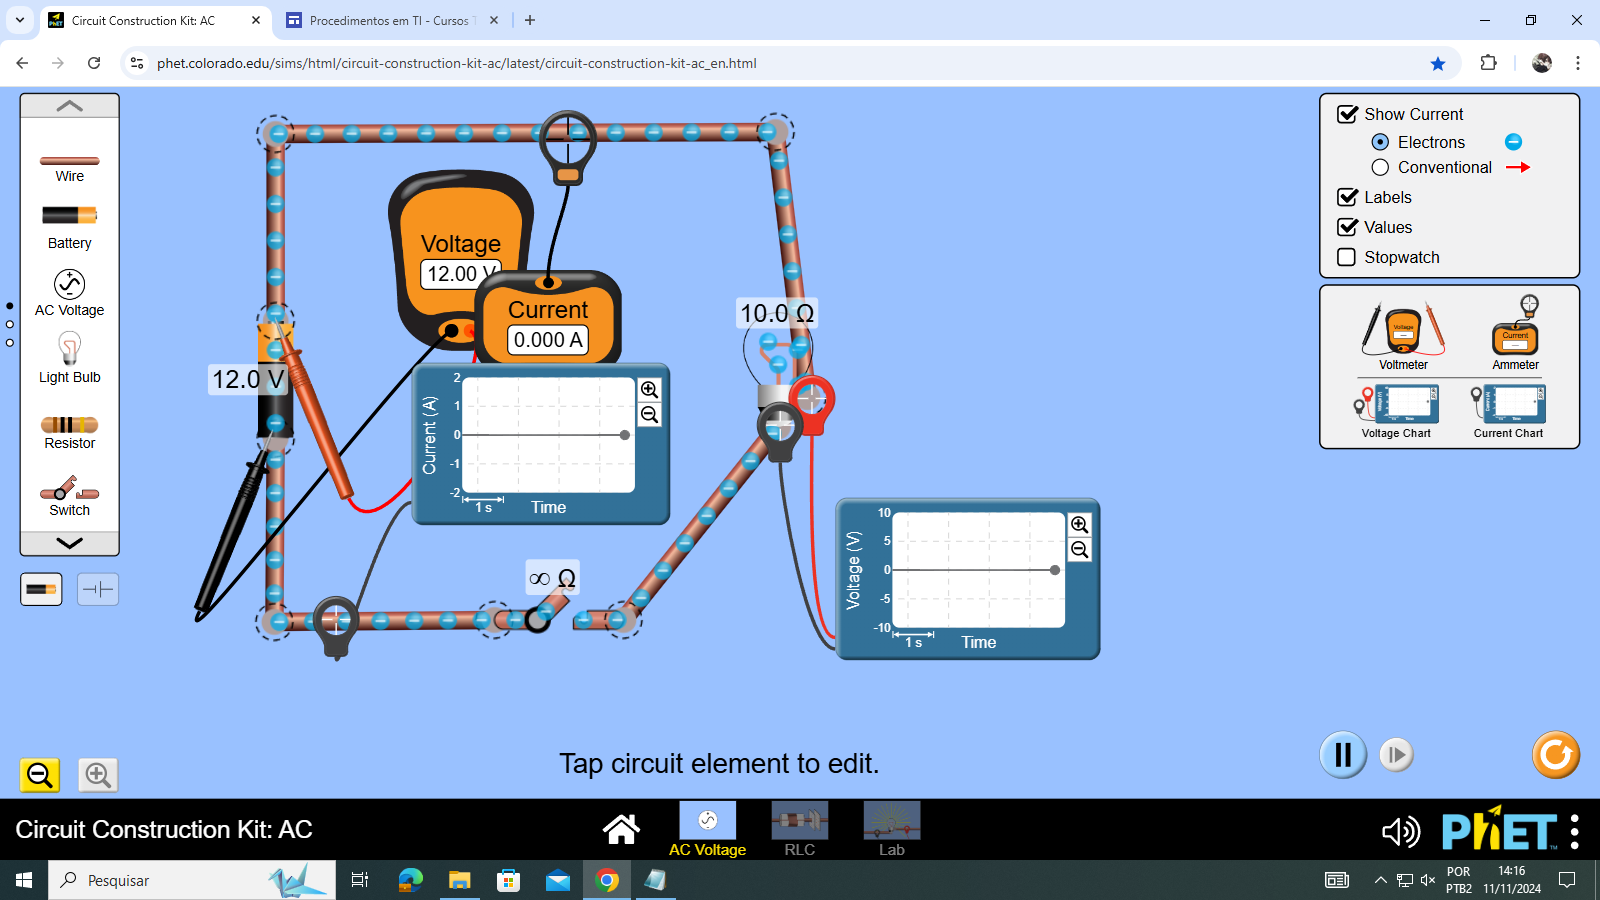 Circuit Construction Kit: AC
Procedimentos em TI - Cursos T
phet.colorado.edu/sims/html/circuit-construction-kit-ac/latest/circuit-construction-kit-ac_en.html
Wire
Battery
AC Voltage
Light Bulb
Resistor
Switch
Voltage
12.00 V
Current
0.000 A
12.0 V
10.0 Ω
∞ Ω
Current (A)
2
1
0
-1
-2
1 s
Time
Voltage (V)
10
5
0
-5
-10
1 s
Time
Show Current
Electrons
Conventional
Labels
Values
Stopwatch
Voltage
Current
Voltmeter
Ammeter
Voltage Chart
Current Chart
Tap circuit element to edit.
Circuit Construction Kit: AC
AC Voltage
RLC
Lab
PhET
Pesquisar
POR
PTB2
14:16
11/11/2024